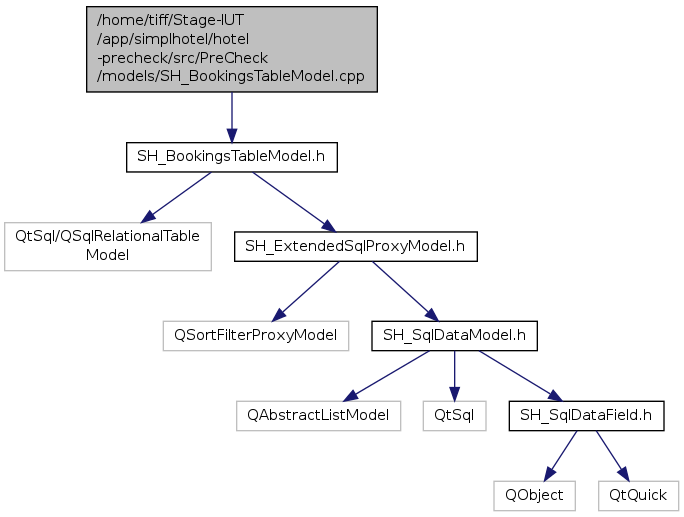 /home/tiff/Stage-IUT
/app/simplhotel/hotel
-precheck/src/PreCheck
/models/SH_BookingsTableModel.cpp
SH_BookingsTableModel.h
QtSql/QSqlRelationalTable
Model
SH_ExtendedSqlProxyModel.h
QSortFilterProxyModel
SH_SqlDataModel.h
QAbstractListModel
QtSql
SH_SqlDataField.h
QObject
QtQuick